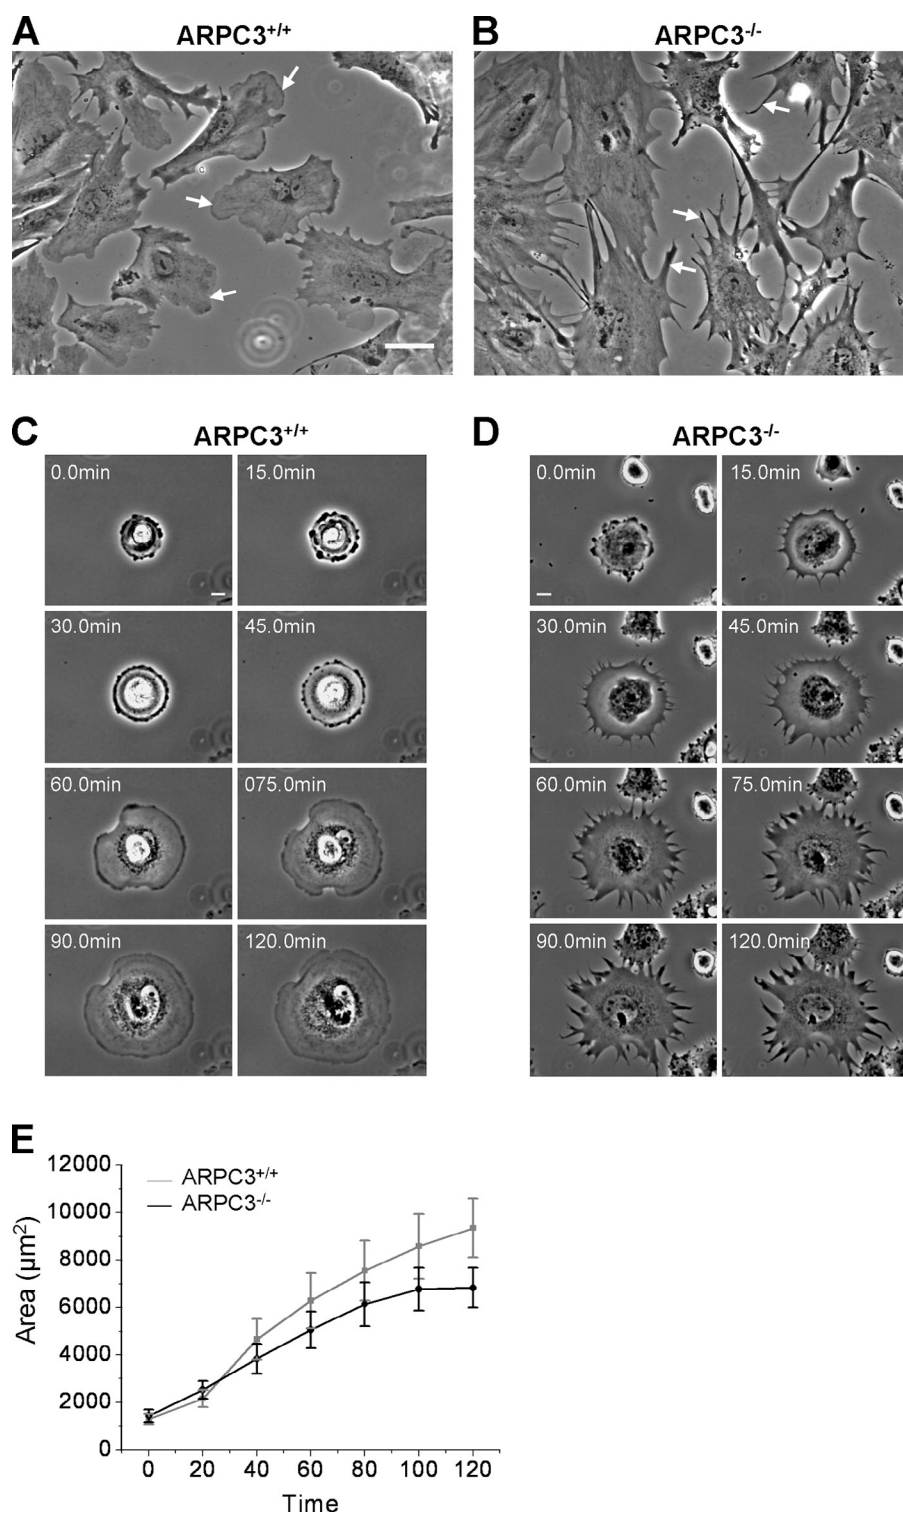 A
ARPC3+/+
B
ARPC3-/-
C
ARPC3+/+
0.0min
15.0min
30.0min
45.0min
60.0min
075.0min
90.0min
120.0min
D
ARPC3-/-
0.0min
15.0min
30.0min
45.0min
60.0min
75.0min
90.0min
120.0min
E
ARPC3+/+
ARPC3-/-
Area (µm²)
12000
10000
8000
6000
4000
2000
0
0 20 40 60 80 100 120
Time